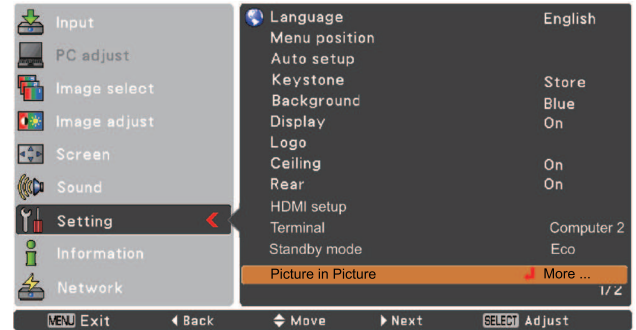 Input
PC adjust
Image select
Image adjust
Screen
Sound
Setting
Information
Network
Language English
Menu position
Auto setup
Keystone Store
Background Blue
Display On
Logo
Ceiling On
Rear On
HDMI setup
Terminal Computer 2
Standby mode Eco
Picture in Picture More ...
1/2
MENU Exit Back Move Next SELECT Adjust